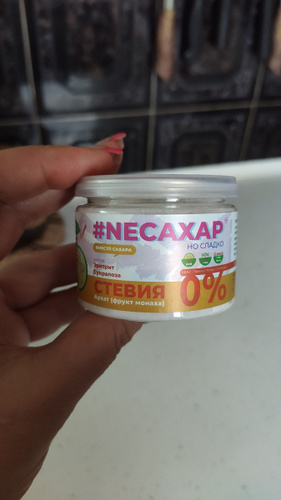 #NECAXAP
НО СЛАДКО
ВМЕСТО САХАРА
Эритрит
Сукралоза
СТЕВИЯ
Архат (фрукт монаха)
0%